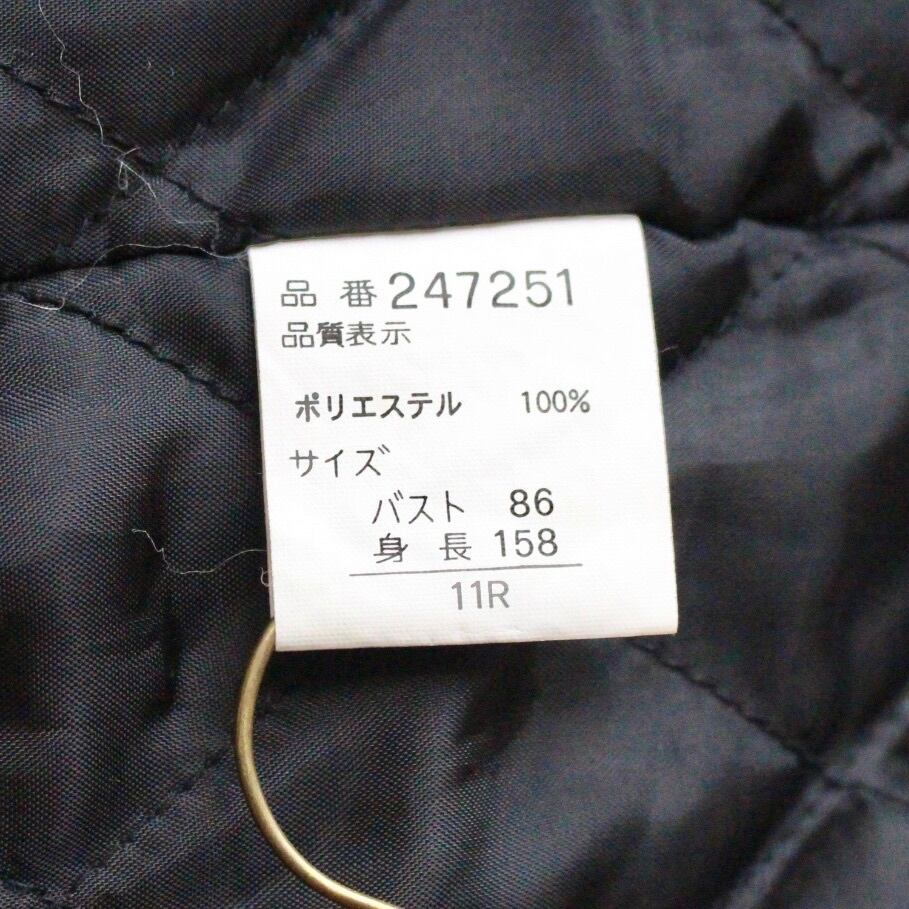 品番 247251
品質表示
ポリエステル 100%
サイズ
バスト 86
身長 158
11R